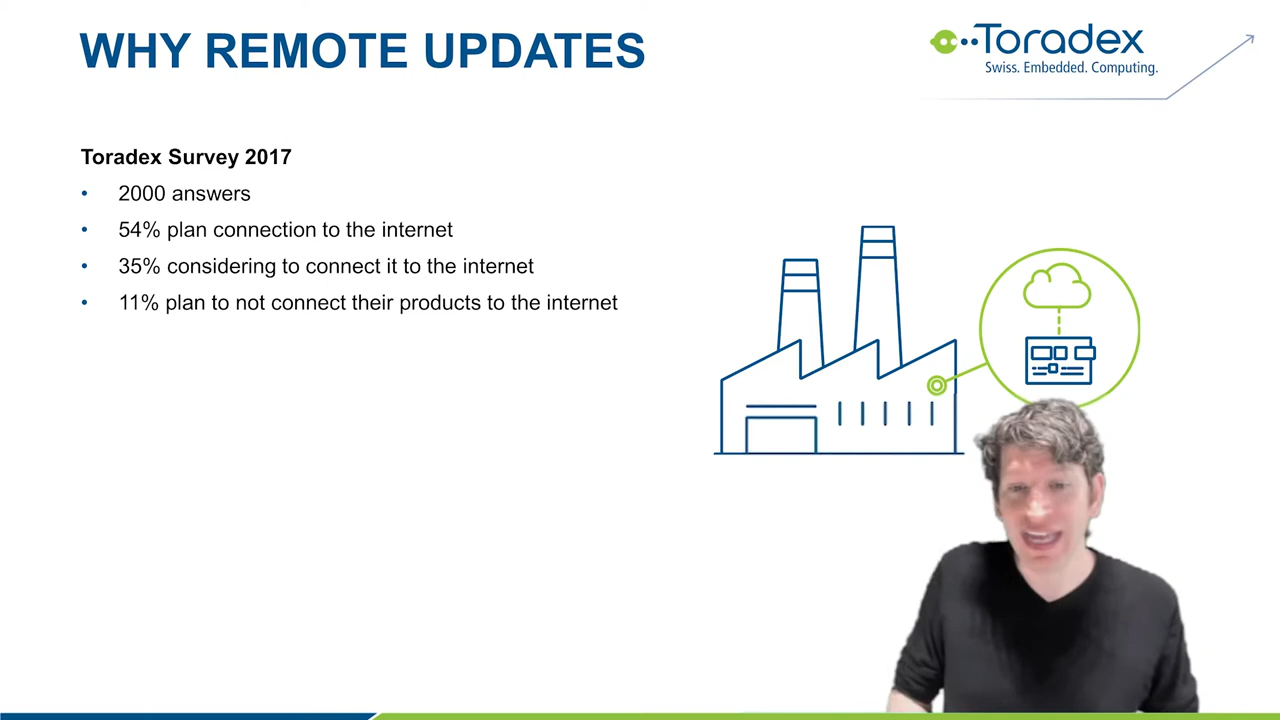 WHY REMOTE UPDATES
Toradex
Swiss. Embedded. Computing.
Toradex Survey 2017
• 2000 answers
• 54% plan connection to the internet
• 35% considering to connect it to the internet
• 11% plan to not connect their products to the internet